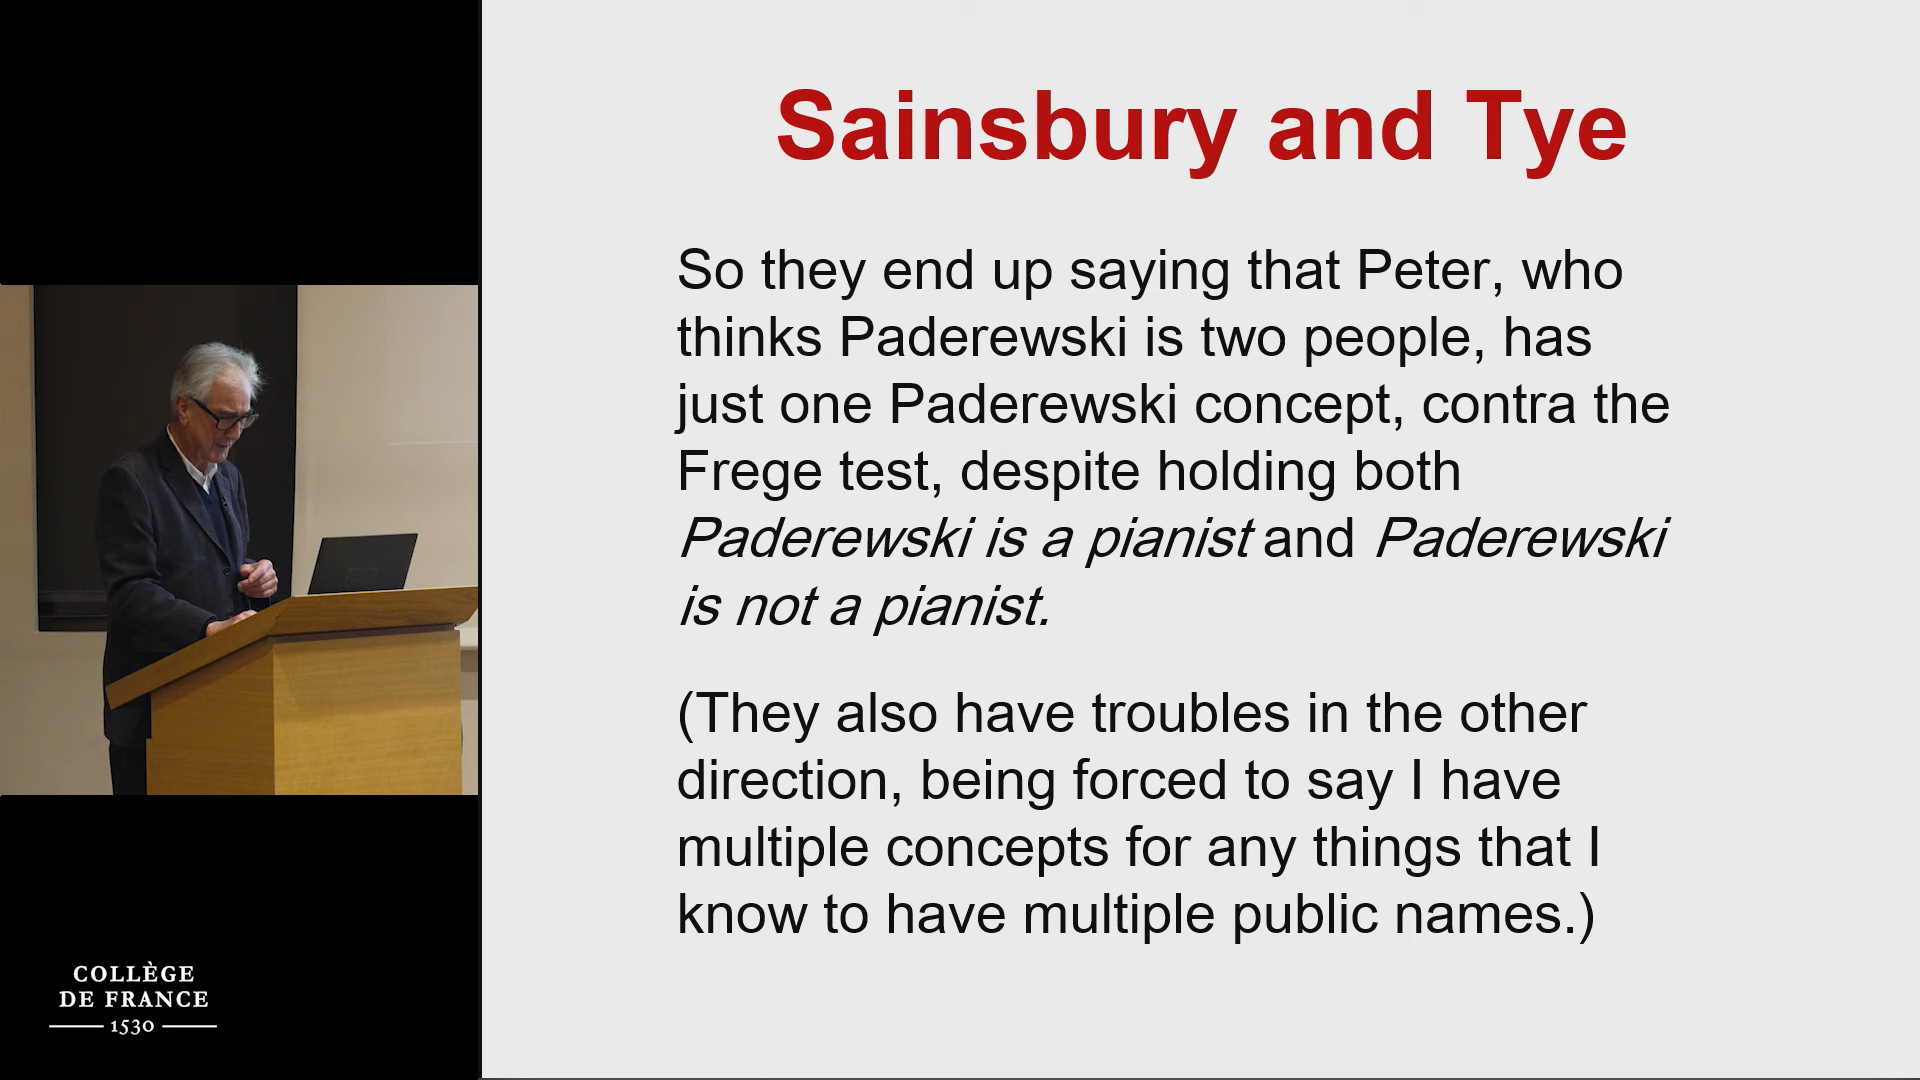 Sainsbury and Tye
So they end up saying that Peter, who
thinks Paderewski is two people, has
just one Paderewski concept, contra the
Frege test, despite holding both
Paderewski is a pianist and Paderewski
is not a pianist.
(They also have troubles in the other
direction, being forced to say I have
multiple concepts for any things that I
know to have multiple public names.)
COLLÈGE
DE FRANCE
1530